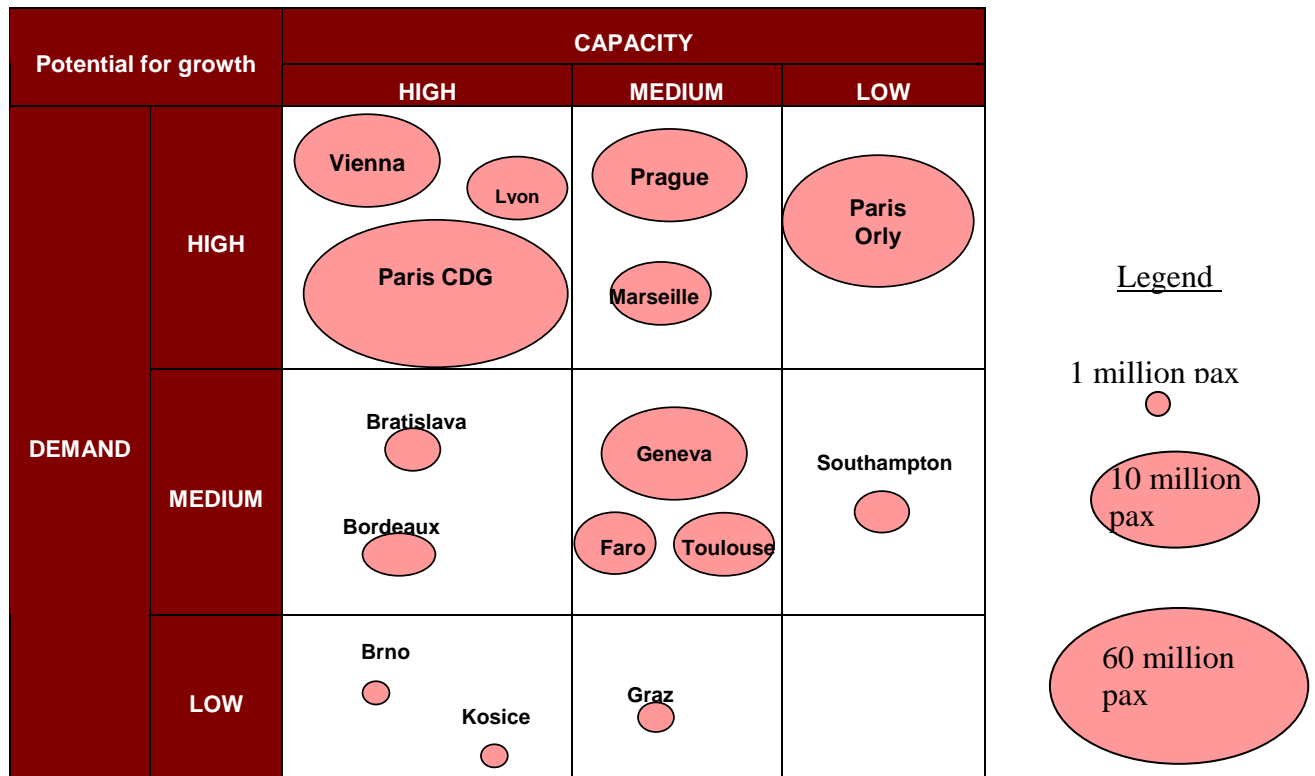 Potential for growth
CAPACITY
HIGH
MEDIUM
LOW
DEMAND
HIGH
Vienna
Lyon
Paris CDG
Prague
Marseille
Paris
Orly
MEDIUM
Bratislava
Bordeaux
Geneva
Faro
Toulouse
Southampton
LOW
Brno
Kosice
Graz
Legend
1 million pax
10 million
pax
60 million
pax